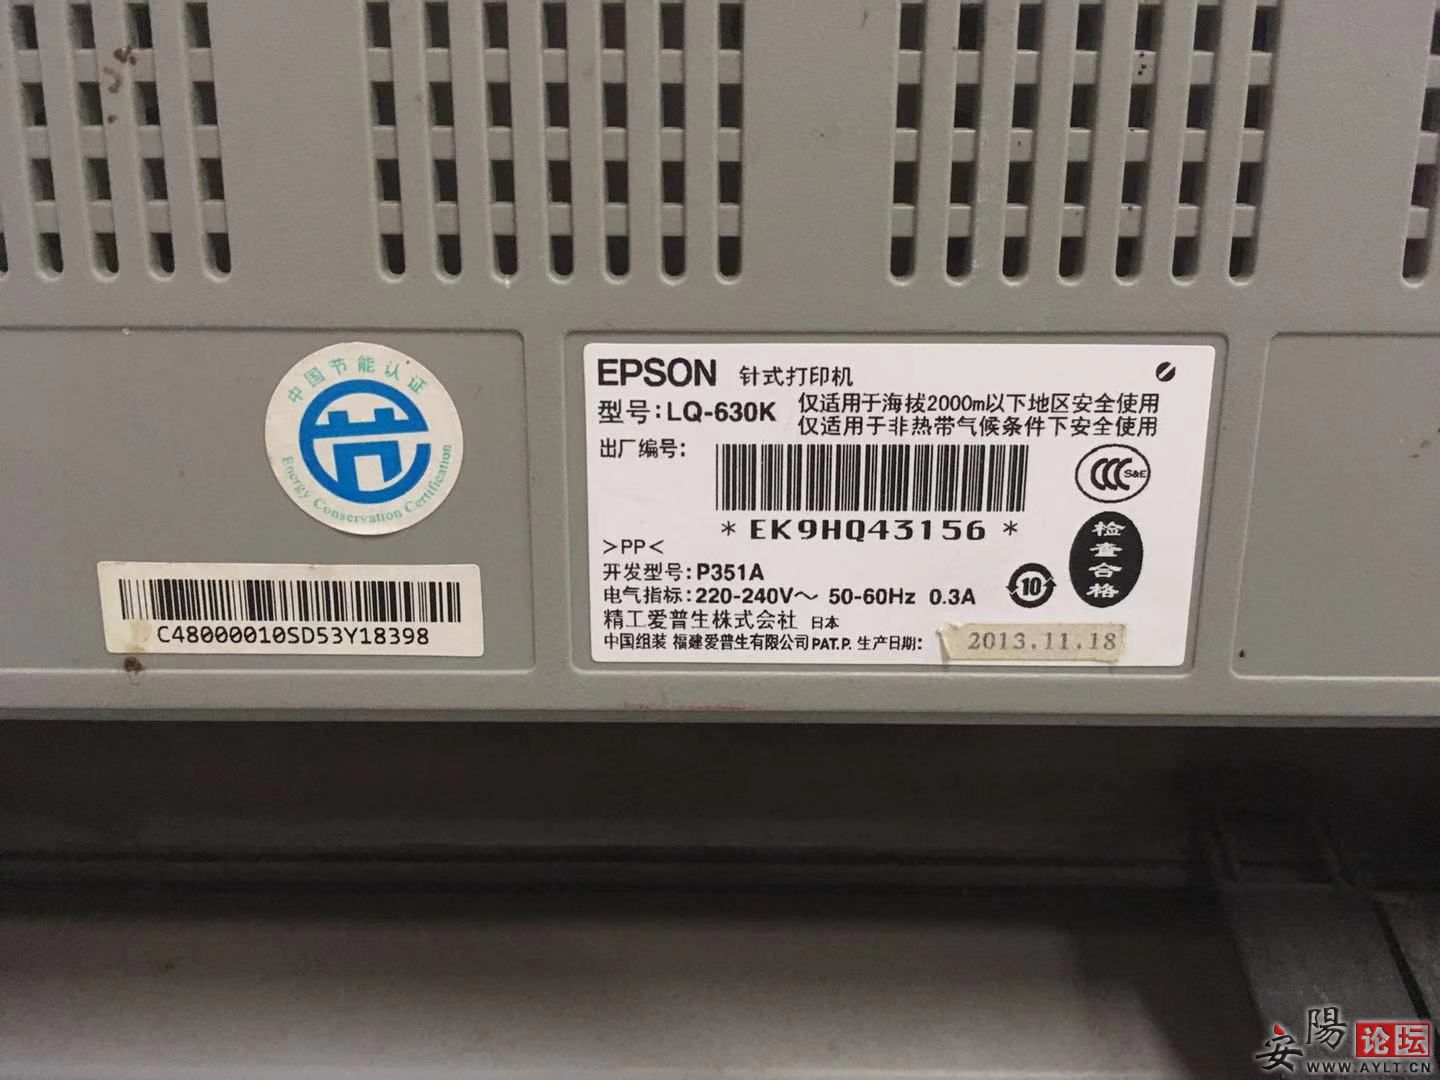 中国节能认证
Energy Conservation Certification
C48000010SD53Y18398
EPSON 针式打印机
型号:LQ-630K 仅适用于海拔2000m以下地区安全使用
仅适用于非热带气候条件下安全使用
出厂编号:
*EK9HQ43156*
CCC S&E
检查合格
>PP<
开发型号:P351A
电气指标:220-240V～ 50-60Hz 0.3A
10
精工爱普生株式会社 日本
中国组装 福建爱普生有限公司 PAT.P. 生产日期: 2013.11.18
安陽论坛
WWW.AYLT.CN